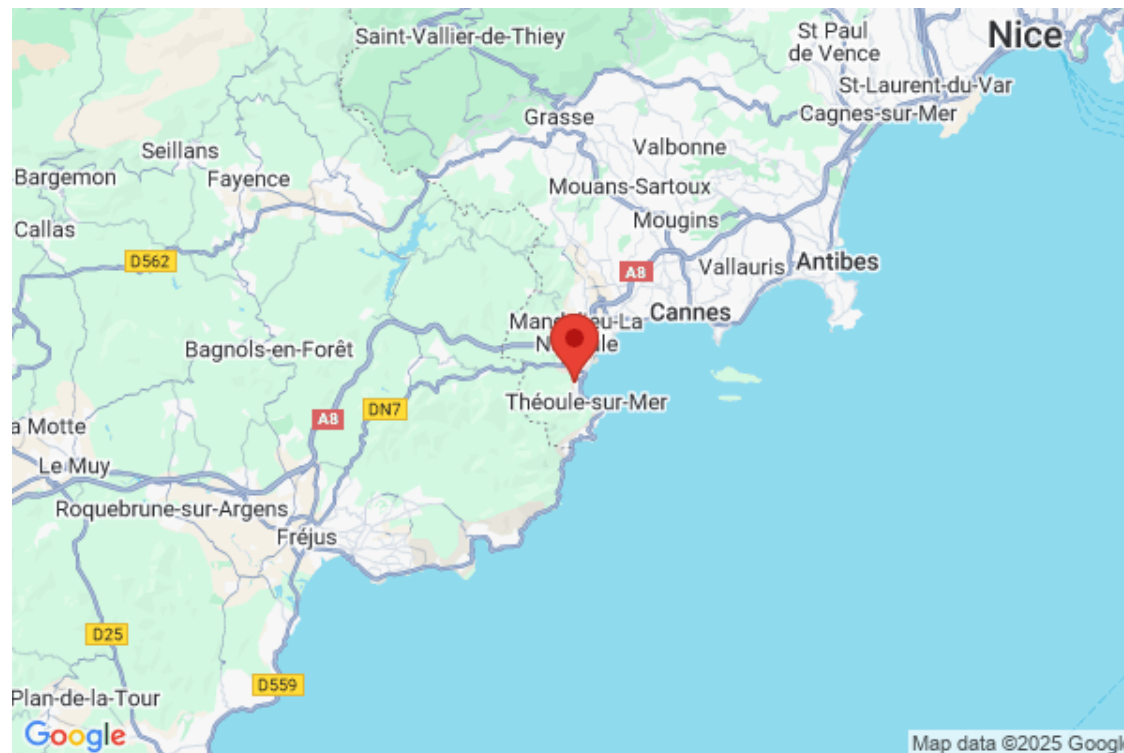 Saint-Vallier-de-Thiey
St Paul
de Vence
Nice
St-Laurent-du-Var
Cagnes-sur-Mer
Grasse
Valbonne
Seillans
Bargemon
Fayence
Mouans-Sartoux
Mougins
Callas
D562
A8
Vallauris
Antibes
Cannes
Bagnols-en-Forêt
Théoule-sur-Mer
A8
DN7
a Motte
Le Muy
Roquebrune-sur-Argens
Fréjus
D25
D559
Plan-de-la-Tour
Google
Map data ©2025 Google